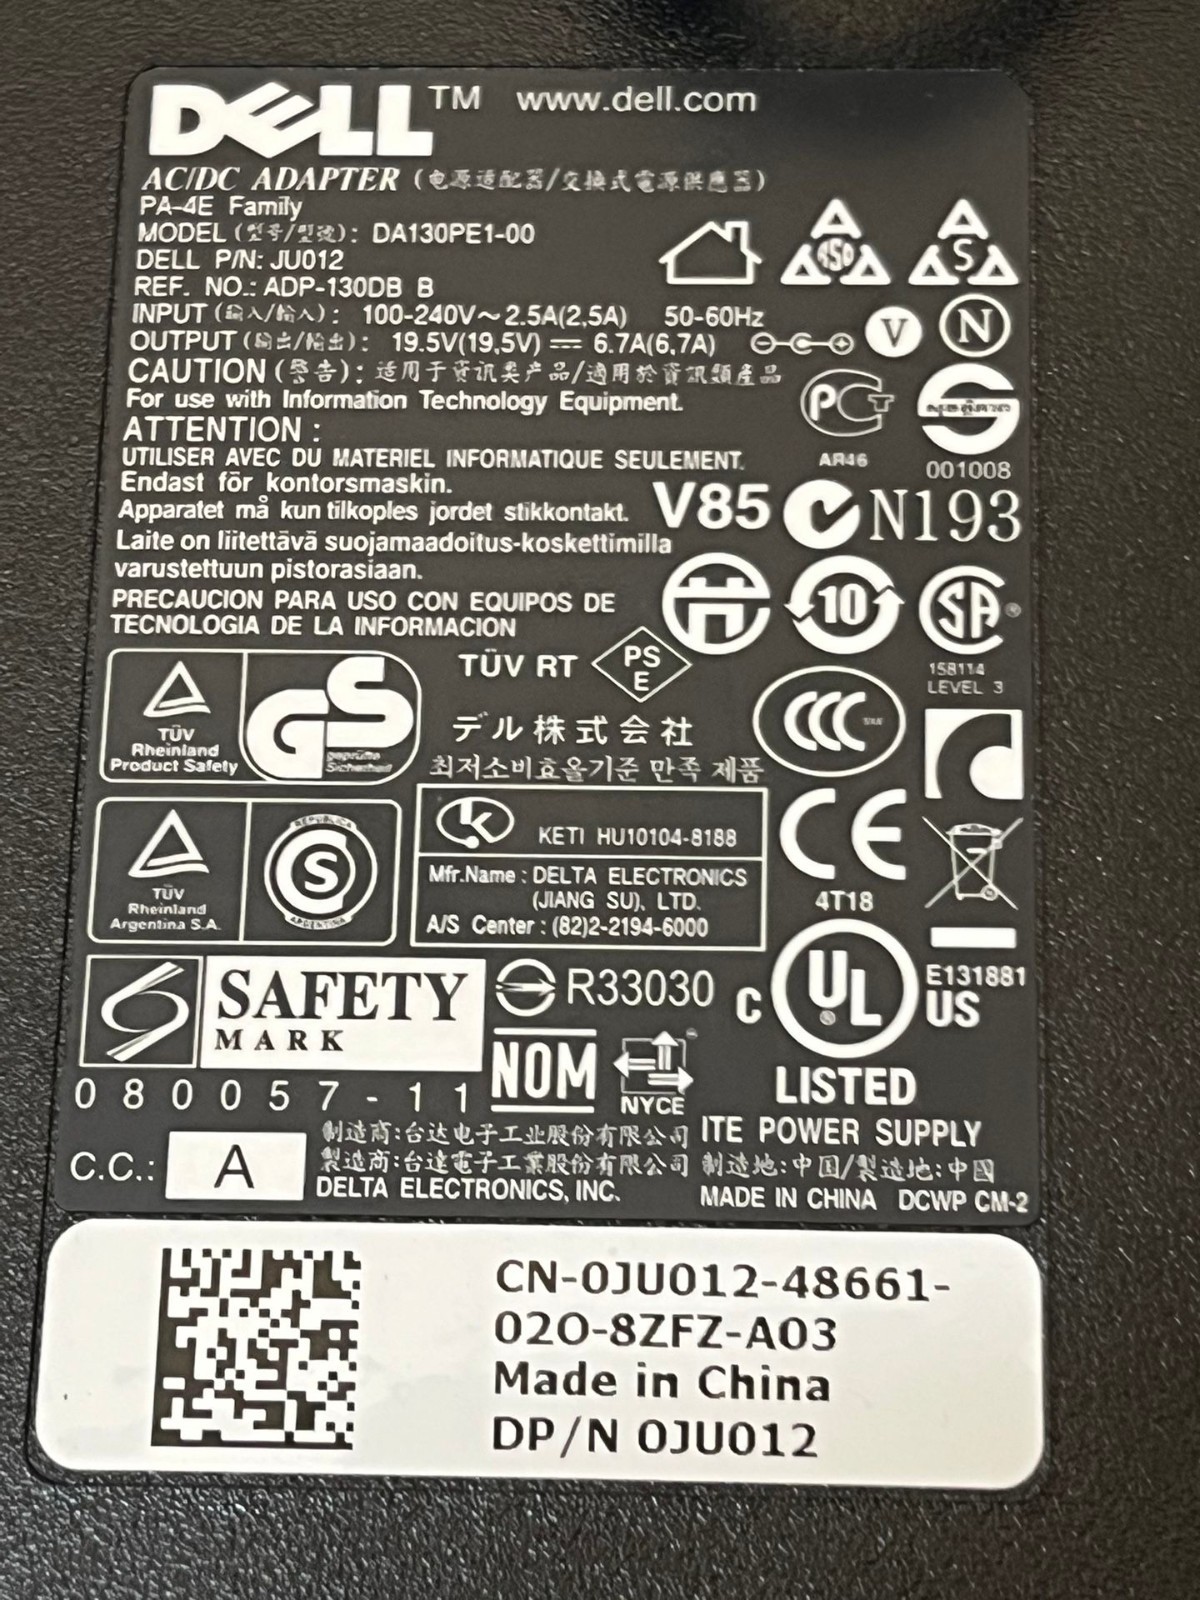 DELL™ www.dell.com
AC/DC ADAPTER (电源适配器/交換式電源供應器)
PA-4E Family
MODEL (型号/型號): DA130PE1-00
DELL P/N: JU012
REF. NO.: ADP-130DB B
INPUT (输入/輸入): 100-240V~2.5A(2,5A) 50-60Hz
OUTPUT (输出/輸出): 19.5V(19,5V) ⎓ 6.7A(6,7A)
V N
CAUTION (警告): 适用于资讯类产品/適用於資訊類產品
For use with Information Technology Equipment.
ATTENTION :
UTILISER AVEC DU MATERIEL INFORMATIQUE SEULEMENT.
Endast för kontorsmaskin.
Apparatet må kun tilkoples jordet stikkontakt.
Laite on liitettävä suojamaadoitus-koskettimilla
varustettuun pistorasiaan.
PRECAUCION PARA USO CON EQUIPOS DE
TECNOLOGIA DE LA INFORMACION
S
PCT
AR46
001008
V85 N193
10
SA®
158114
LEVEL 3
TÜV RT
PS
E
デル株式会社
최저소비효율기준 만족 제품
CCC
TÜV
Rheinland
Product Safety
GS
geprüfte
Sicherheit
TÜV
Rheinland
Argentina S.A.
REPUBLICA
S
ARGENTINA
K KETI HU10104-8188
Mfr.Name : DELTA ELECTRONICS
(JIANG SU), LTD.
A/S Center : (82)2-2194-6000
CE
4T18
SAFETY
MARK
080057-11
R33030
NOM
NYCE
C UL® US
E131881
LISTED
ITE POWER SUPPLY
C.C.: A
制造商:台达电子工业股份有限公司
製造商:台達電子工業股份有限公司
DELTA ELECTRONICS, INC.
制造地:中国/製造地:中國
MADE IN CHINA DCWP CM-2
CN-0JU012-48661-
02O-8ZFZ-A03
Made in China
DP/N 0JU012